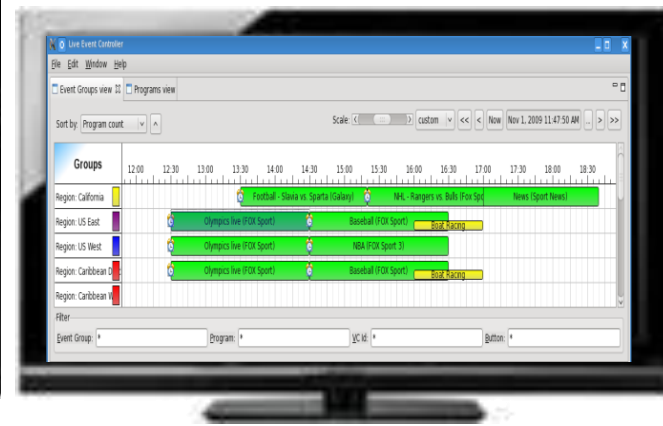 Live Event Controller
File Edit Window Help
Event Groups view Programs view
Sort by: Program count Scale: custom << < Now Nov 1, 2009 11:47:50 AM ... > >>
Groups 12:00 12:30 13:00 13:30 14:00 14:30 15:00 15:30 16:00 16:30 17:00 17:30 18:00 18:30
Region: California Football - Slavia vs. Sparta (Galaxy) NHL - Rangers vs. Bulls (Fox Spo News (Sport News)
Region: US East Olympics live (FOX Sport) Baseball (FOX Sport) Boat Racing
Region: US West Olympics live (FOX Sport) NBA (FOX Sport 3)
Region: Caribbean D Olympics live (FOX Sport) Baseball (FOX Sport) Boat Racing
Region: Caribbean W
Filter
Event Group: * Program: * VC Id: * Button: *